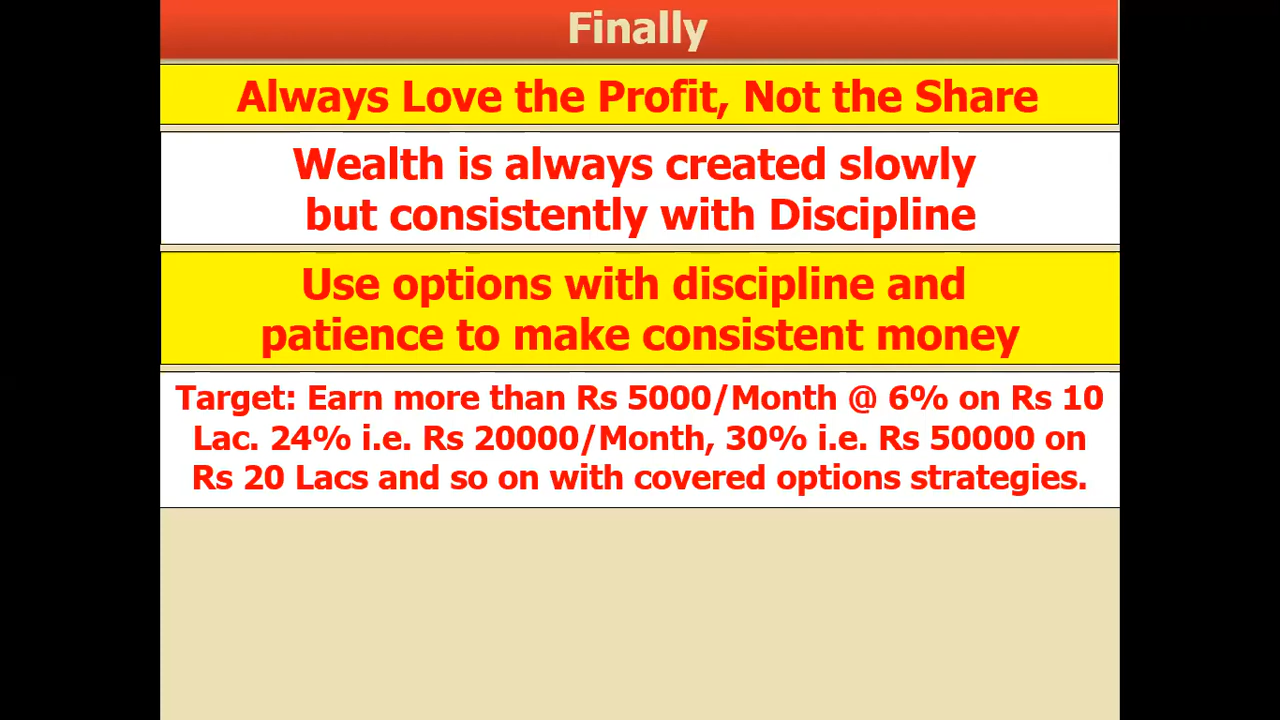 Finally
Always Love the Profit, Not the Share
Wealth is always created slowly
but consistently with Discipline
Use options with discipline and
patience to make consistent money
Target: Earn more than Rs 5000/Month @ 6% on Rs 10
Lac. 24% i.e. Rs 20000/Month, 30% i.e. Rs 50000 on
Rs 20 Lacs and so on with covered options strategies.